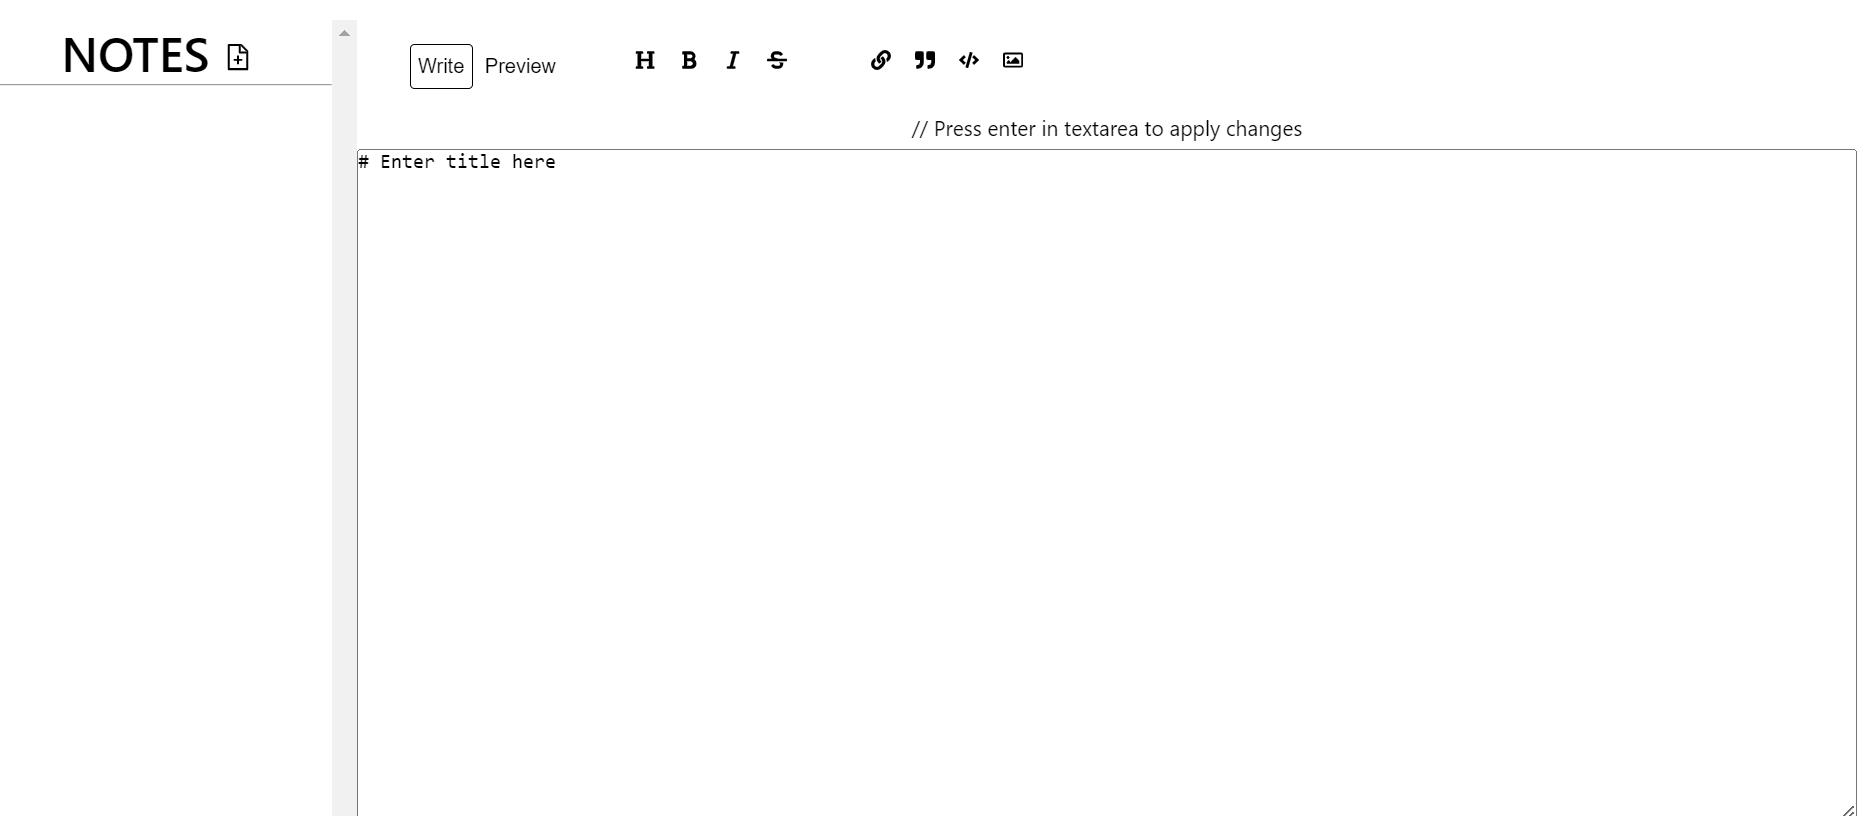 NOTES
Write Preview H B I S
// Press enter in textarea to apply changes
# Enter title here